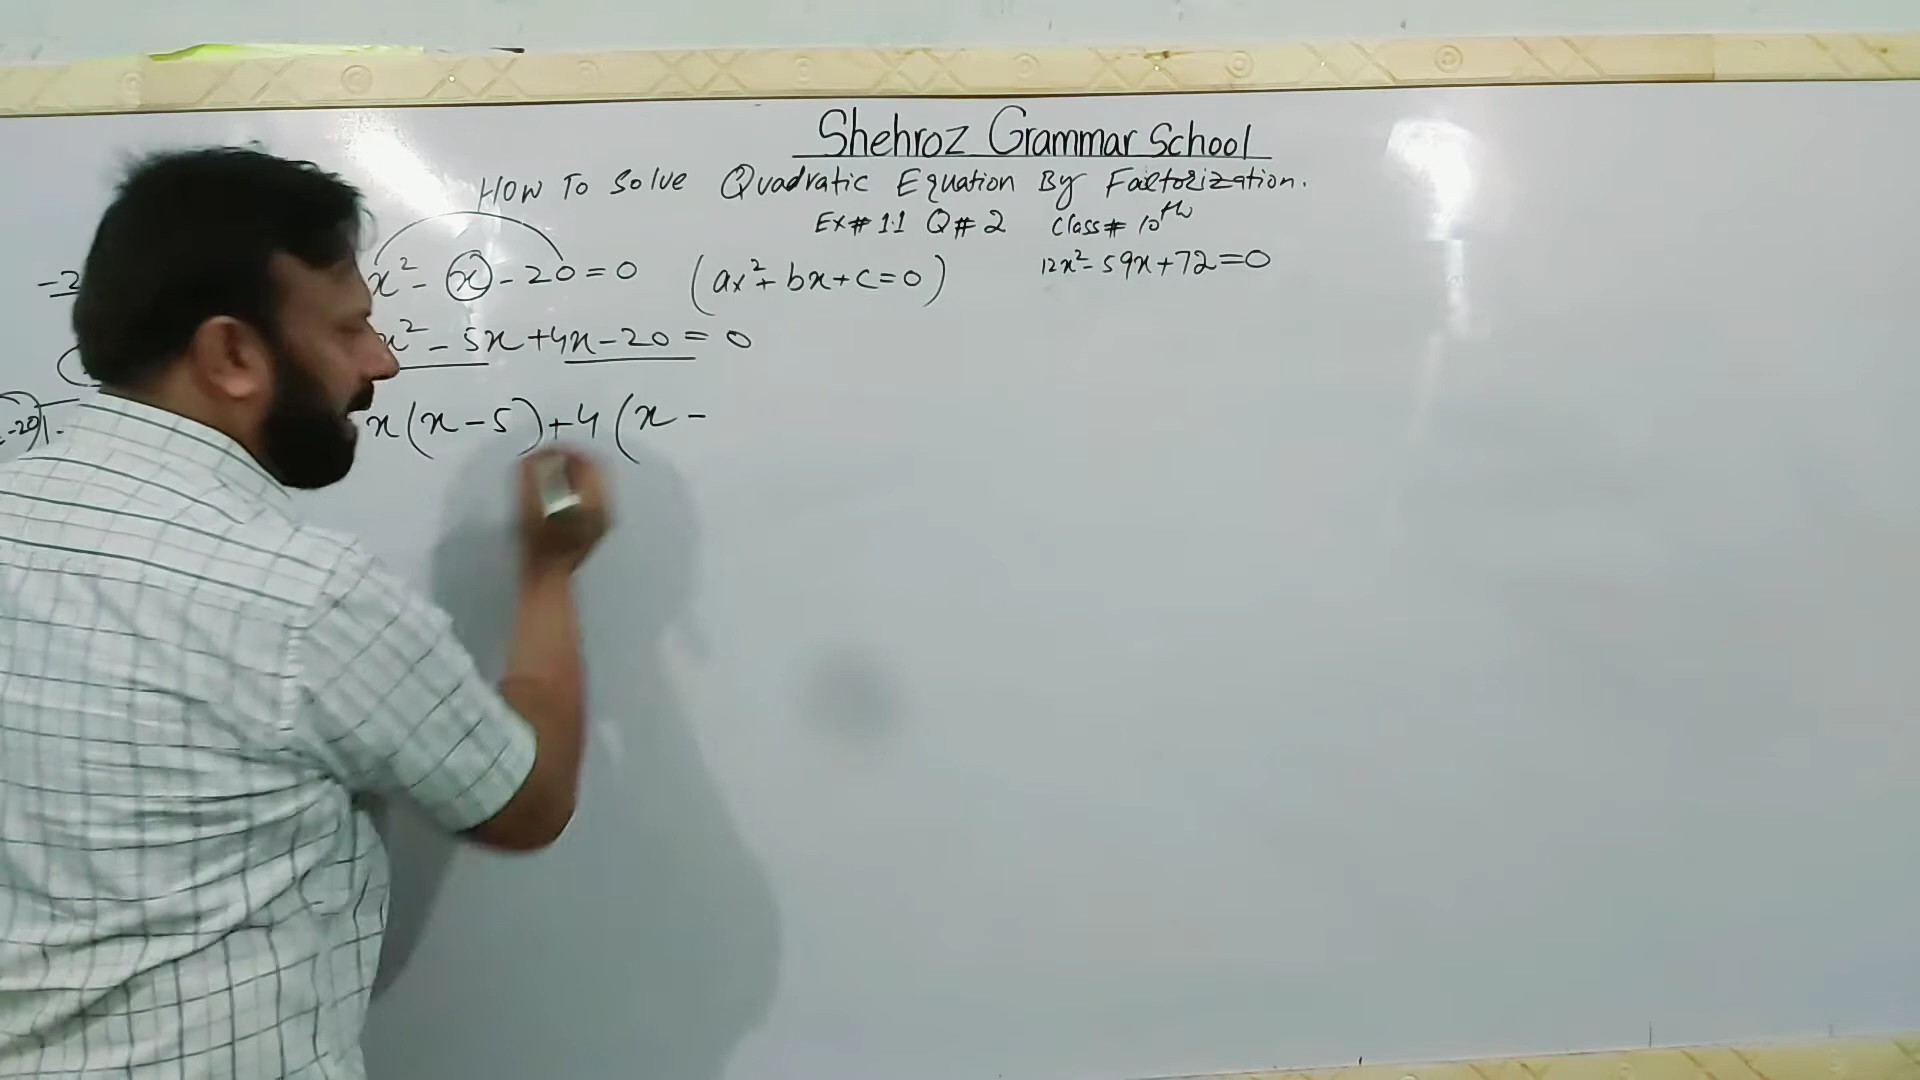 Shehroz Grammar School
How To Solve Quadratic Equation By Factorization.
Ex# 1.1 Q# 2 Class# 10th
x² - x - 20 = 0 (ax² + bx + c = 0) 12x² - 59x + 72 = 0
x² - 5x + 4x - 20 = 0
x(x - 5) + 4(x -